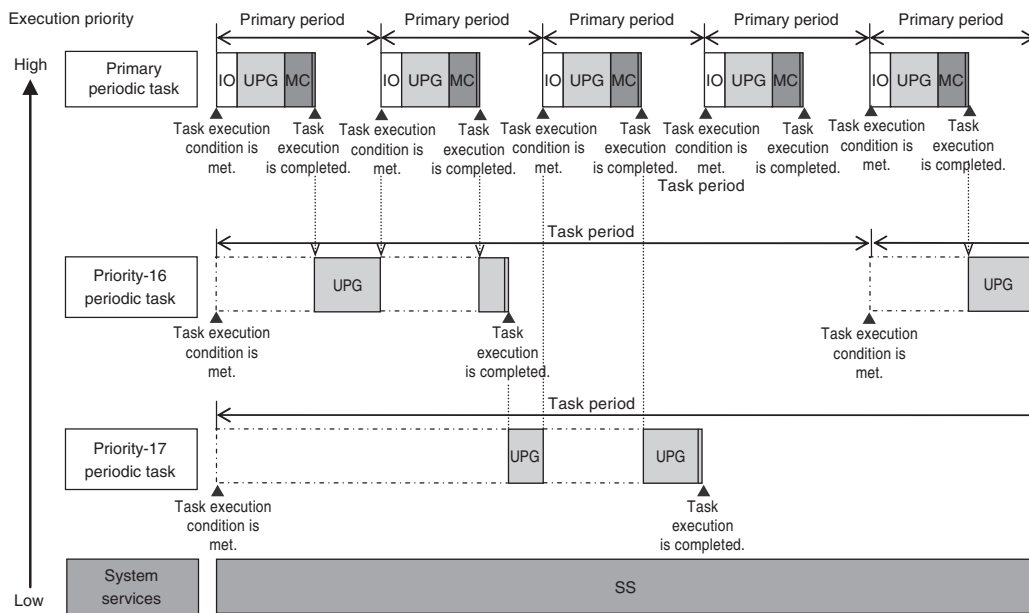 Execution priority
High
Low
Primary period
Primary period
Primary period
Primary period
Primary period
Primary
periodic task
IO
UPG
MC
IO
UPG
MC
IO
UPG
MC
IO
UPG
MC
IO
UPG
MC
Task execution
condition is
met.
Task
execution
is completed.
Task execution
condition is
met.
Task
execution
is completed.
Task execution
condition is
met.
Task
execution
is completed.
Task execution
condition is
met.
Task
execution
is completed.
Task execution
condition is
met.
Task
execution
is completed.
Task period
Task period
Priority-16
periodic task
UPG
UPG
Task execution
condition is
met.
Task
execution
is completed.
Task execution
condition is
met.
Task period
Priority-17
periodic task
UPG
UPG
Task execution
condition is
met.
Task
execution
is completed.
System
services
SS